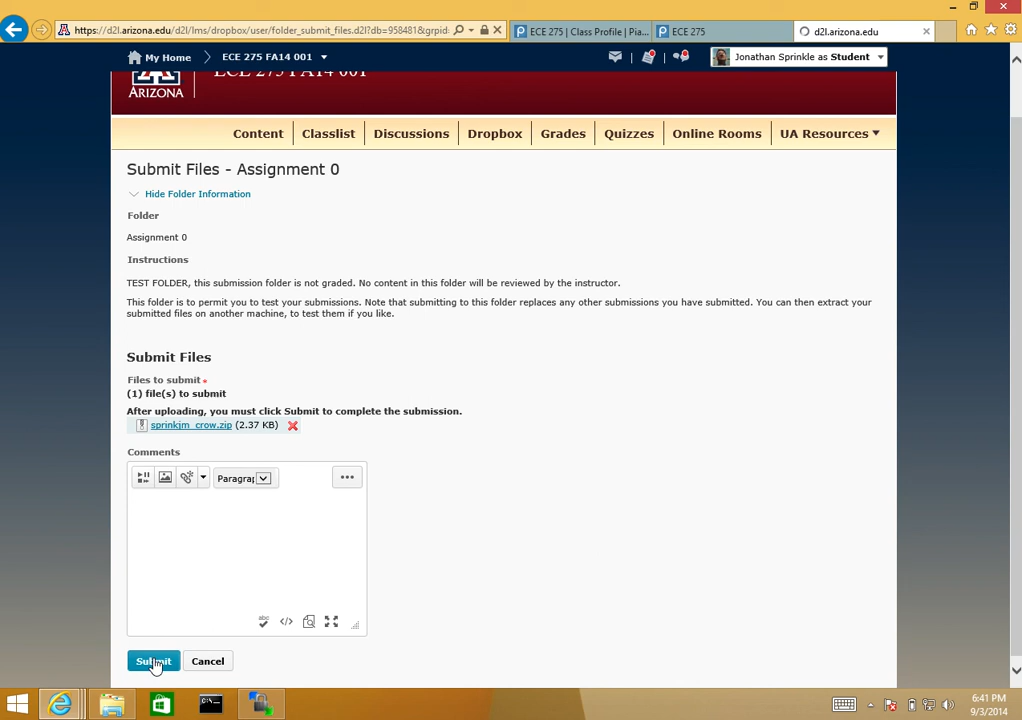 https://d2l.arizona.edu/d2l/lms/dropbox/user/folder_submit_files.d2l?db=958481&grpid:
ECE 275 | Class Profile | Pia...
ECE 275
d2l.arizona.edu
My Home
ECE 275 FA14 001
Jonathan Sprinkle as Student
ARIZONA
ECE 275 FA14 001
Content
Classlist
Discussions
Dropbox
Grades
Quizzes
Online Rooms
UA Resources
Submit Files - Assignment 0
Hide Folder Information
Folder
Assignment 0
Instructions
TEST FOLDER, this submission folder is not graded. No content in this folder will be reviewed by the instructor.
This folder is to permit you to test your submissions. Note that submitting to this folder replaces any other submissions you have submitted. You can then extract your
submitted files on another machine, to test them if you like.
Submit Files
Files to submit *
(1) file(s) to submit
After uploading, you must click Submit to complete the submission.
sprinkjm_crow.zip (2.37 KB)
Comments
Paragra
abc
Submit
Cancel
6:41 PM
9/3/2014